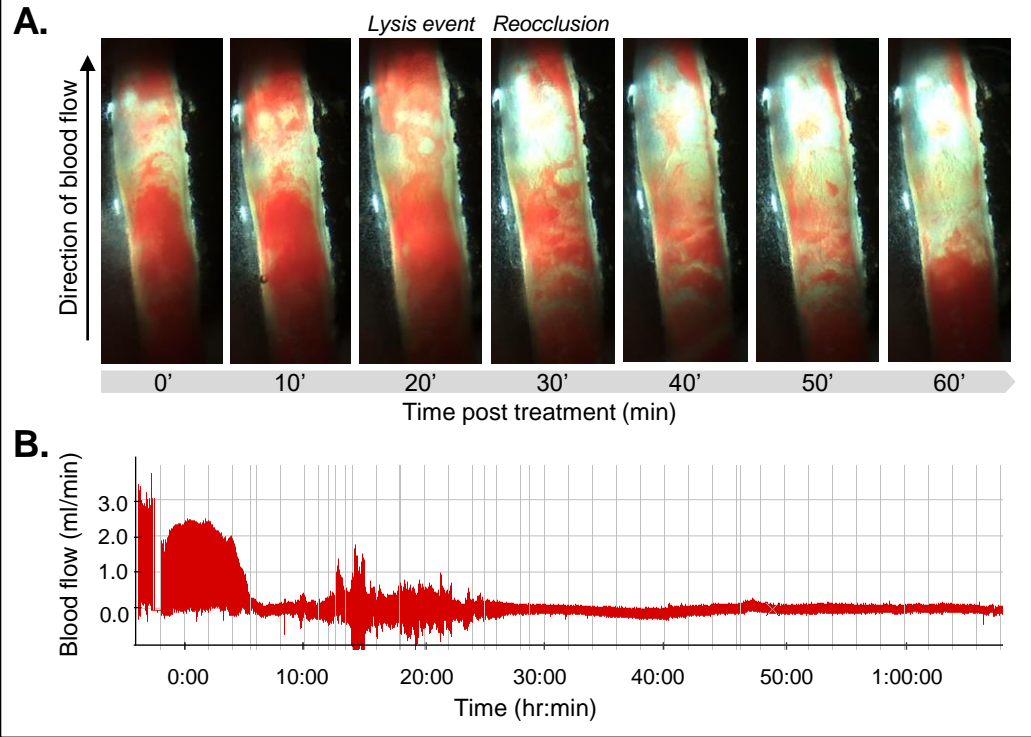 A.
Lysis event Reocclusion
Direction of blood flow
0’ 10’ 20’ 30’ 40’ 50’ 60’
Time post treatment (min)
B.
Blood flow (ml/min)
3.0
2.0
1.0
0.0
0:00 10:00 20:00 30:00 40:00 50:00 1:00:00
Time (hr:min)